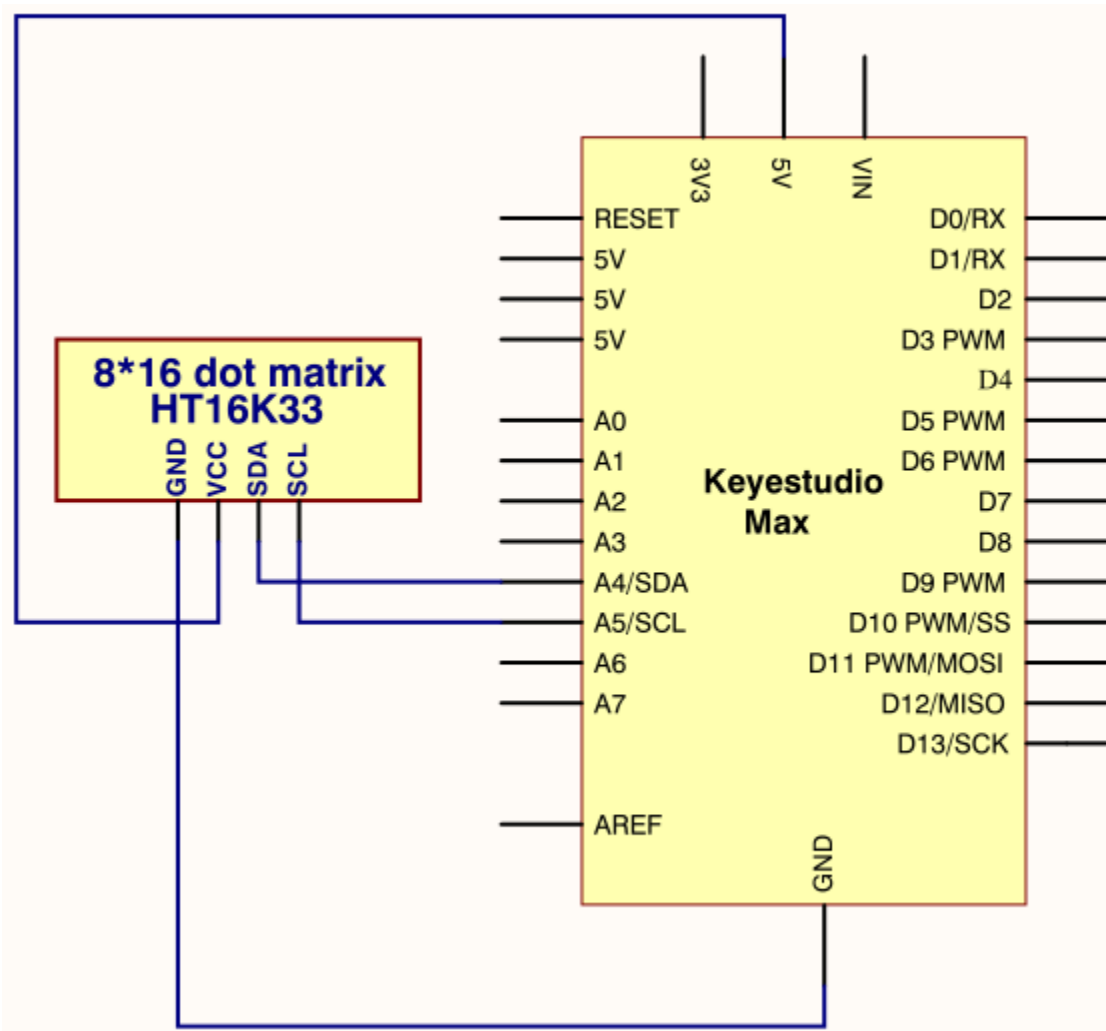 3V3
5V
VIN
RESET
5V
5V
5V
A0
A1
A2
A3
A4/SDA
A5/SCL
A6
A7
AREF
D0/RX
D1/RX
D2
D3 PWM
D4
D5 PWM
D6 PWM
D7
D8
D9 PWM
D10 PWM/SS
D11 PWM/MOSI
D12/MISO
D13/SCK
Keyestudio
Max
GND
8*16 dot matrix
HT16K33
GND
VCC
SDA
SCL